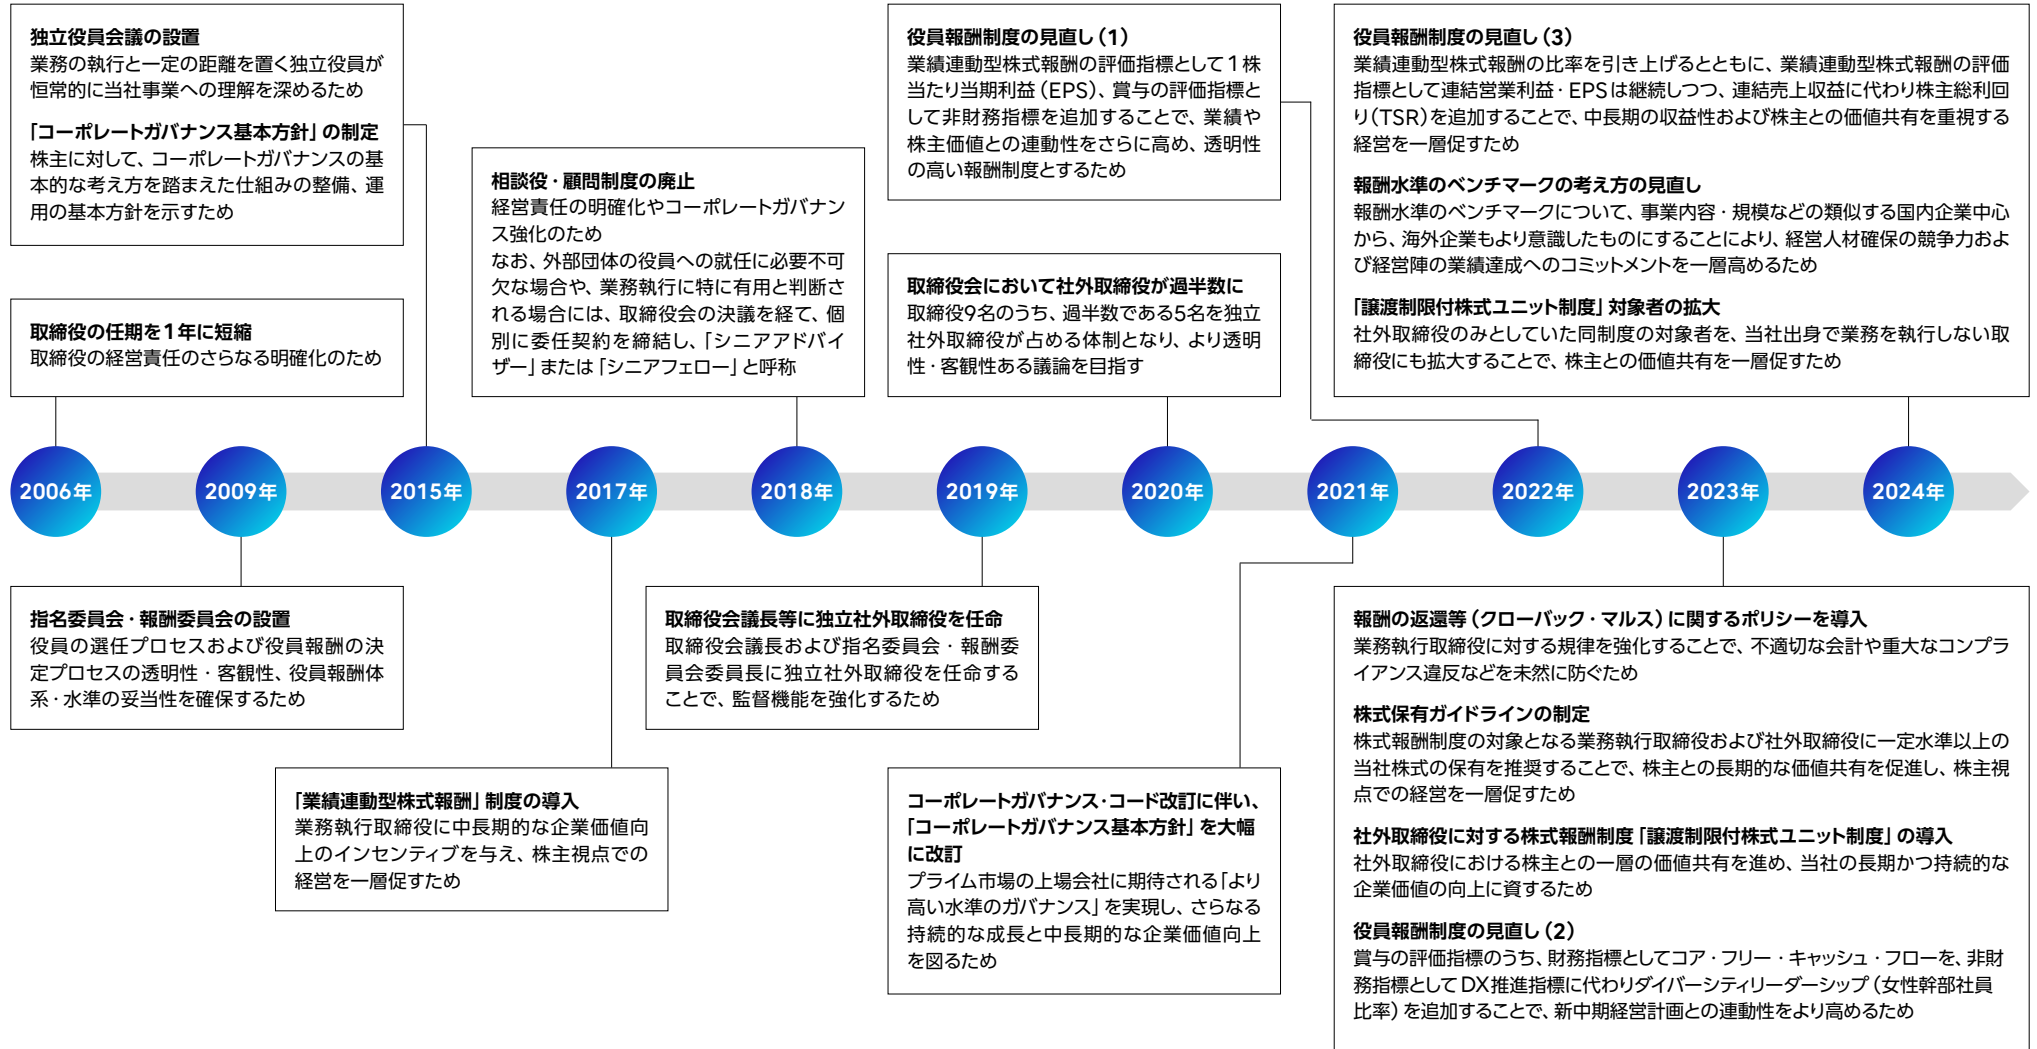 独立役員会議の設置
業務の執行と一定の距離を置く独立役員が
恒常的に当社事業への理解を深めるため
「コーポレートガバナンス基本方針」の制定
株主に対して、コーポレートガバナンスの基
本的な考え方を踏まえた仕組みの整備、運
用の基本方針を示すため
取締役の任期を1年に短縮
取締役の経営責任のさらなる明確化のため
相談役・顧問制度の廃止
経営責任の明確化やコーポレートガバナン
ス強化のため
なお、外部団体の役員への就任に必要不可
欠な場合や、業務執行に特に有用と判断さ
れる場合には、取締役会の決議を経て、個
別に委任契約を締結し、「シニアアドバイ
ザー」または「シニアフェロー」と呼称
役員報酬制度の見直し(1)
業績連動型株式報酬の評価指標として1株
当たり当期利益(EPS)、賞与の評価指標と
して非財務指標を追加することで、業績や
株主価値との連動性をさらに高め、透明性
の高い報酬制度とするため
取締役会において社外取締役が過半数に
取締役9名のうち、過半数である5名を独立
社外取締役が占める体制となり、より透明
性・客観性ある議論を目指す
役員報酬制度の見直し(3)
業績連動型株式報酬の比率を引き上げるとともに、業績連動型株式報酬の評価
指標として連結営業利益・EPSは継続しつつ、連結売上収益に代わり株主総利回
り(TSR)を追加することで、中長期の収益性および株主との価値共有を重視する
経営を一層促すため
報酬水準のベンチマークの考え方の見直し
報酬水準のベンチマークについて、事業内容・規模などの類似する国内企業中心
から、海外企業もより意識したものにすることにより、経営人材確保の競争力およ
び経営陣の業績達成へのコミットメントを一層高めるため
「譲渡制限付株式ユニット制度」対象者の拡大
社外取締役のみとしていた同制度の対象者を、当社出身で業務を執行しない取
締役にも拡大することで、株主との価値共有を一層促すため
2006年
2009年
2015年
2017年
2018年
2019年
2020年
2021年
2022年
2023年
2024年
指名委員会・報酬委員会の設置
役員の選任プロセスおよび役員報酬の決
定プロセスの透明性・客観性、役員報酬体
系・水準の妥当性を確保するため
「業績連動型株式報酬」制度の導入
業務執行取締役に中長期的な企業価値向
上のインセンティブを与え、株主視点での
経営を一層促すため
取締役会議長等に独立社外取締役を任命
取締役会議長および指名委員会・報酬委
員会委員長に独立社外取締役を任命する
ことで、監督機能を強化するため
コーポレートガバナンス・コード改訂に伴い、
「コーポレートガバナンス基本方針」を大幅
に改訂
プライム市場の上場会社に期待される「より
高い水準のガバナンス」を実現し、さらなる
持続的な成長と中長期的な企業価値向上
を図るため
報酬の返還等(クローバック・マルス)に関するポリシーを導入
業務執行取締役に対する規律を強化することで、不適切な会計や重大なコンプラ
イアンス違反などを未然に防ぐため
株式保有ガイドラインの制定
株式報酬制度の対象となる業務執行取締役および社外取締役に一定水準以上の
当社株式の保有を推奨することで、株主との長期的な価値共有を促進し、株主視
点での経営を一層促すため
社外取締役に対する株式報酬制度「譲渡制限付株式ユニット制度」の導入
社外取締役における株主との一層の価値共有を進め、当社の長期かつ持続的な
企業価値の向上に資するため
役員報酬制度の見直し(2)
賞与の評価指標のうち、財務指標としてコア・フリー・キャッシュ・フローを、非財
務指標としてDX推進指標に代わりダイバーシティリーダーシップ(女性幹部社員
比率)を追加することで、新中期経営計画との連動性をより高めるため